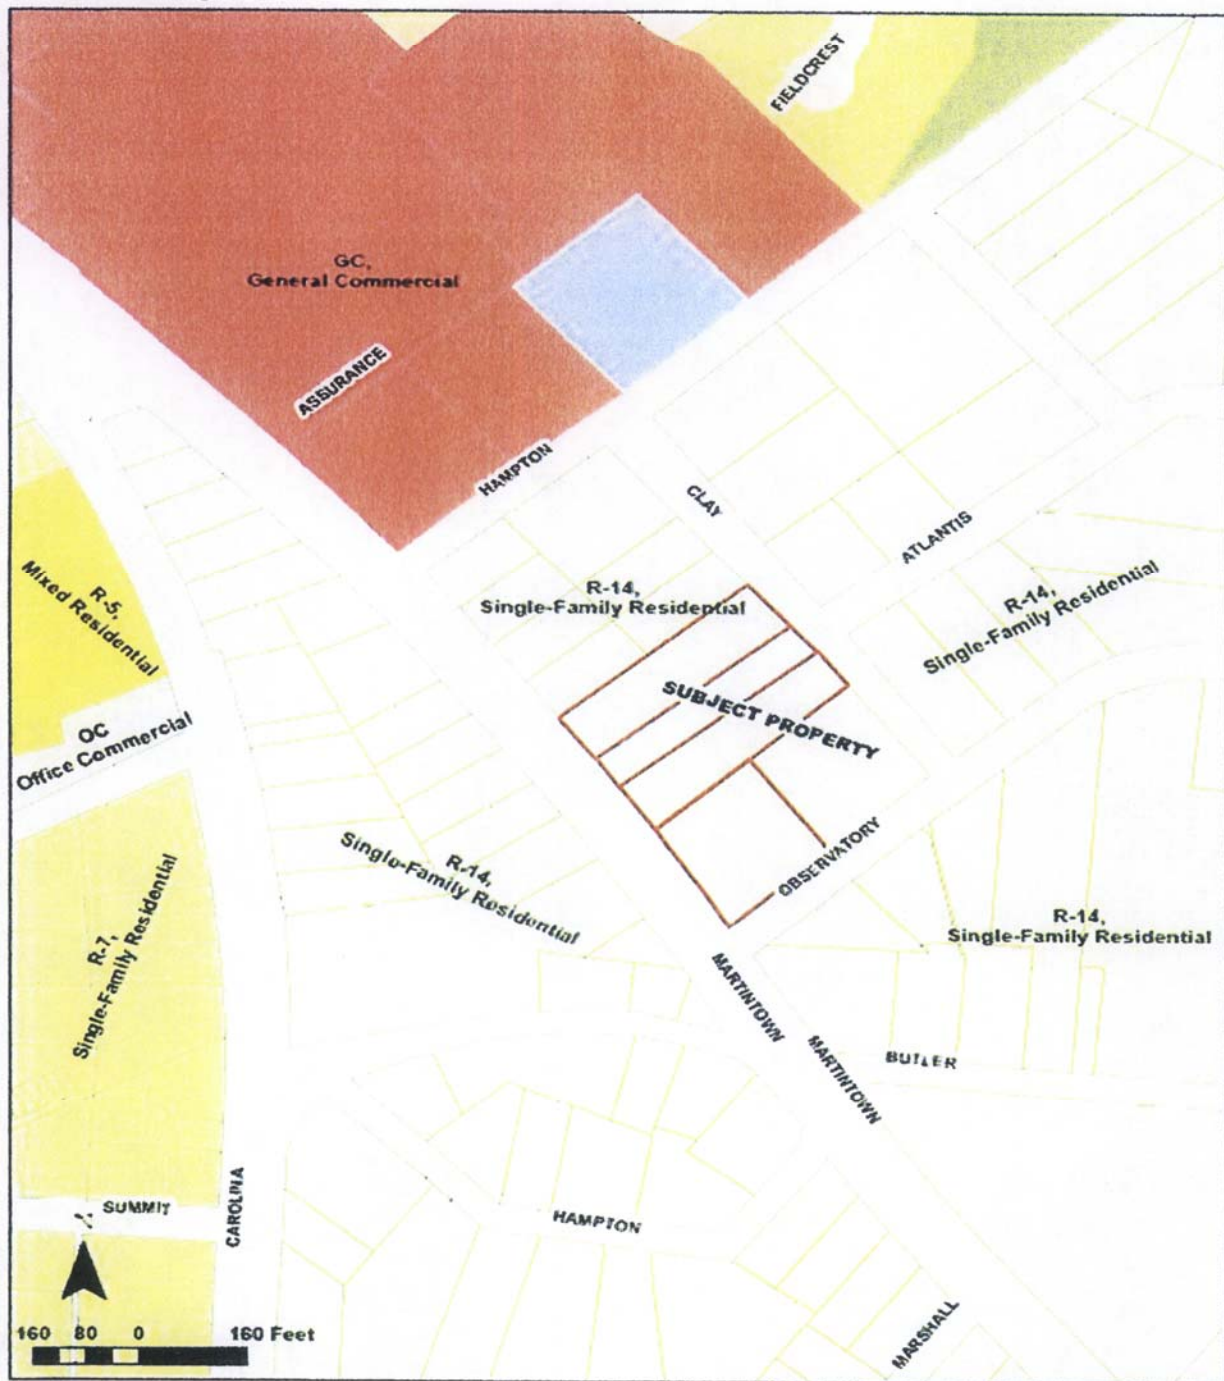 FIELDCREST
GC,
General Commercial
ASSURANCE
HAMPTON
CLAY
ATLANTIS
R-5,
Mixed Residential
R-14,
Single-Family Residential
R-14,
Single-Family Residential
SUBJECT PROPERTY
OC
Office Commercial
OBSERVATORY
R-14,
Single-Family Residential
R-7,
Single-Family Residential
R-14,
Single-Family Residential
MARTINTOWN
MARTINTOWN
BUTLER
SUMMIT
CAROLINA
HAMPTON
MARSHALL
160 80 0 160 Feet